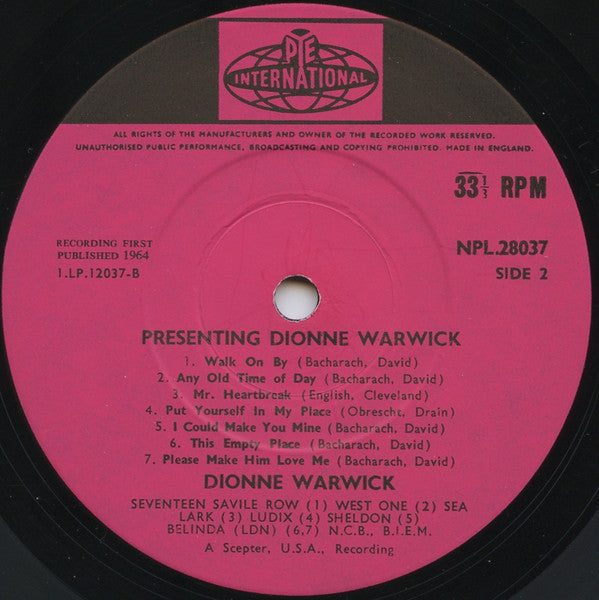 PYE
INTERNATIONAL
ALL RIGHTS OF THE MANUFACTURERS AND OWNER OF THE RECORDED WORK RESERVED.
UNAUTHORISED PUBLIC PERFORMANCE, BROADCASTING AND COPYING PROHIBITED. MADE IN ENGLAND.
33⅓ RPM
RECORDING FIRST
PUBLISHED 1964
1.LP.12037-B
NPL.28037
SIDE 2
PRESENTING DIONNE WARWICK
1. Walk On By (Bacharach, David)
2. Any Old Time of Day (Bacharach, David)
3. Mr. Heartbreak (English, Cleveland)
4. Put Yourself In My Place (Obrescht, Drain)
5. I Could Make You Mine (Bacharach, David)
6. This Empty Place (Bacharach, David)
7. Please Make Him Love Me (Bacharach, David)
DIONNE WARWICK
SEVENTEEN SAVILE ROW (1) WEST ONE (2) SEA
LARK (3) LUDIX (4) SHELDON (5)
BELINDA (LDN) (6,7) N.C.B., B.I.E.M.
A Scepter, U.S.A., Recording